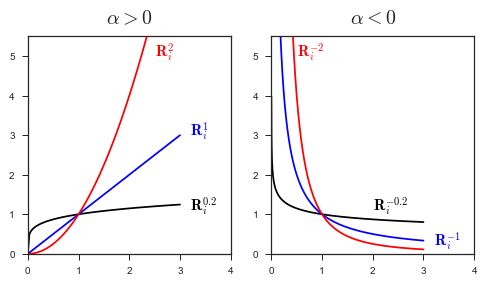 α > 0
5
4
3
2
1
0
0 1 2 3 4
R_i^2
R_i^1
R_i^{0.2}
α < 0
5
4
3
2
1
0
0 1 2 3 4
R_i^{-2}
R_i^{-0.2}
R_i^{-1}